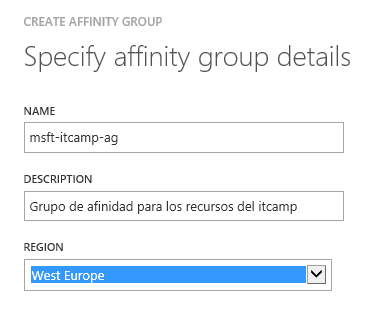 CREATE AFFINITY GROUP
Specify affinity group details
NAME
msft-itcamp-ag
DESCRIPTION
Grupo de afinidad para los recursos del itcamp
REGION
West Europe